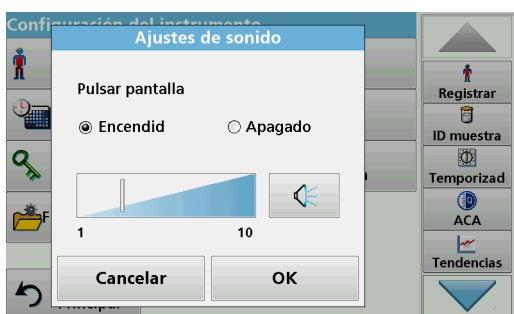 Configuración del instrumento
Ajustes de sonido
Pulsar pantalla
Encendid
Apagado
1
10
Cancelar
OK
F
Principal
Registrar
ID muestra
Temporizad
ACA
Tendencias